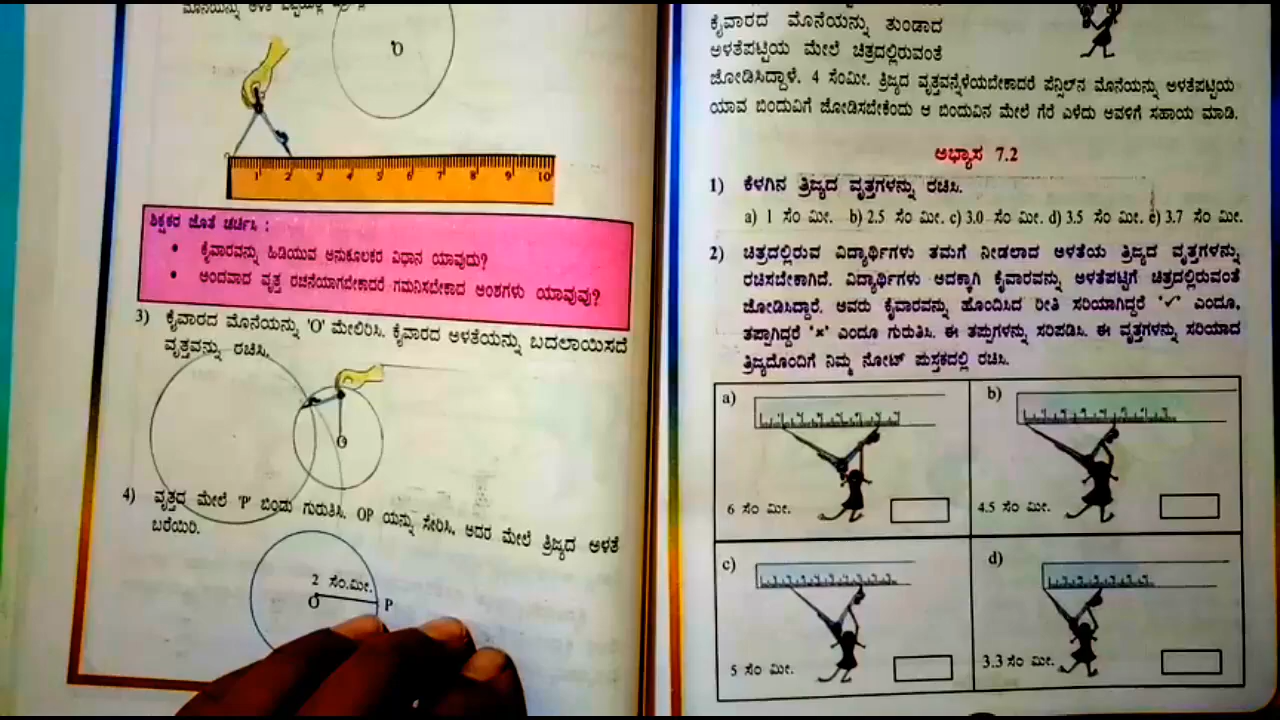 'O'
1 2 3 4 5 6 7 8 9 10
ಶಿಕ್ಷಕರ ಜೊತೆ ಚರ್ಚಿಸಿ :
• ಕೈವಾರವನ್ನು ಹಿಡಿಯುವ ಅನುಕೂಲಕರ ವಿಧಾನ ಯಾವುದು?
• ಅಂದವಾದ ವೃತ್ತ ರಚನೆಯಾಗಬೇಕಾದರೆ ಗಮನಿಸಬೇಕಾದ ಅಂಶಗಳು ಯಾವುವು?
3) ಕೈವಾರದ ಮೊನೆಯನ್ನು 'O' ಮೇಲಿರಿಸಿ. ಕೈವಾರದ ಅಳತೆಯನ್ನು ಬದಲಾಯಿಸದೆ
ವೃತ್ತವನ್ನು ರಚಿಸಿ.
O
4) ವೃತ್ತದ ಮೇಲೆ 'P' ಬಿಂದು ಗುರುತಿಸಿ. OP ಯನ್ನು ಸೇರಿಸಿ, ಅದರ ಮೇಲೆ ತ್ರಿಜ್ಯದ ಅಳತೆ
ಬರೆಯಿರಿ.
2 ಸೆಂ.ಮೀ.
O P
ಕೈವಾರದ ಮೊನೆಯನ್ನು ತುಂಡಾದ
ಅಳತೆಪಟ್ಟಿಯ ಮೇಲೆ ಚಿತ್ರದಲ್ಲಿರುವಂತೆ
ಜೋಡಿಸಿದ್ದಾಳೆ. 4 ಸೆಂಮೀ. ತ್ರಿಜ್ಯದ ವೃತ್ತವನ್ನೆಳೆಯಬೇಕಾದರೆ ಪೆನ್ಸಿಲ್‌ನ ಮೊನೆಯನ್ನು ಅಳತೆಪಟ್ಟಿಯ
ಯಾವ ಬಿಂದುವಿಗೆ ಜೋಡಿಸಬೇಕೆಂದು ಆ ಬಿಂದುವಿನ ಮೇಲೆ ಗೆರೆ ಎಳೆದು ಅವಳಿಗೆ ಸಹಾಯ ಮಾಡಿ.
ಅಭ್ಯಾಸ 7.2
1) ಕೆಳಗಿನ ತ್ರಿಜ್ಯದ ವೃತ್ತಗಳನ್ನು ರಚಿಸಿ.
a) 1 ಸೆಂ ಮೀ. b) 2.5 ಸೆಂ ಮೀ. c) 3.0 ಸೆಂ ಮೀ. d) 3.5 ಸೆಂ ಮೀ. e) 3.7 ಸೆಂ ಮೀ.
2) ಚಿತ್ರದಲ್ಲಿರುವ ವಿದ್ಯಾರ್ಥಿಗಳು ತಮಗೆ ನೀಡಲಾದ ಅಳತೆಯ ತ್ರಿಜ್ಯದ ವೃತ್ತಗಳನ್ನು
ರಚಿಸಬೇಕಾಗಿದೆ. ವಿದ್ಯಾರ್ಥಿಗಳು ಅದಕ್ಕಾಗಿ ಕೈವಾರವನ್ನು ಅಳತೆಪಟ್ಟಿಗೆ ಚಿತ್ರದಲ್ಲಿರುವಂತೆ
ಜೋಡಿಸಿದ್ದಾರೆ. ಅವರು ಕೈವಾರವನ್ನು ಹೊಂದಿಸಿದ ರೀತಿ ಸರಿಯಾಗಿದ್ದರೆ '✓' ಎಂದೂ,
ತಪ್ಪಾಗಿದ್ದರೆ '×' ಎಂದೂ ಗುರುತಿಸಿ. ಈ ತಪ್ಪುಗಳನ್ನು ಸರಿಪಡಿಸಿ. ಈ ವೃತ್ತಗಳನ್ನು ಸರಿಯಾದ
ತ್ರಿಜ್ಯದೊಂದಿಗೆ ನಿಮ್ಮ ನೋಟ್ ಪುಸ್ತಕದಲ್ಲಿ ರಚಿಸಿ.
a) b)
6 ಸೆಂ ಮೀ. 4.5 ಸೆಂ ಮೀ.
c) d)
5 ಸೆಂ ಮೀ. 3.3 ಸೆಂ ಮೀ.